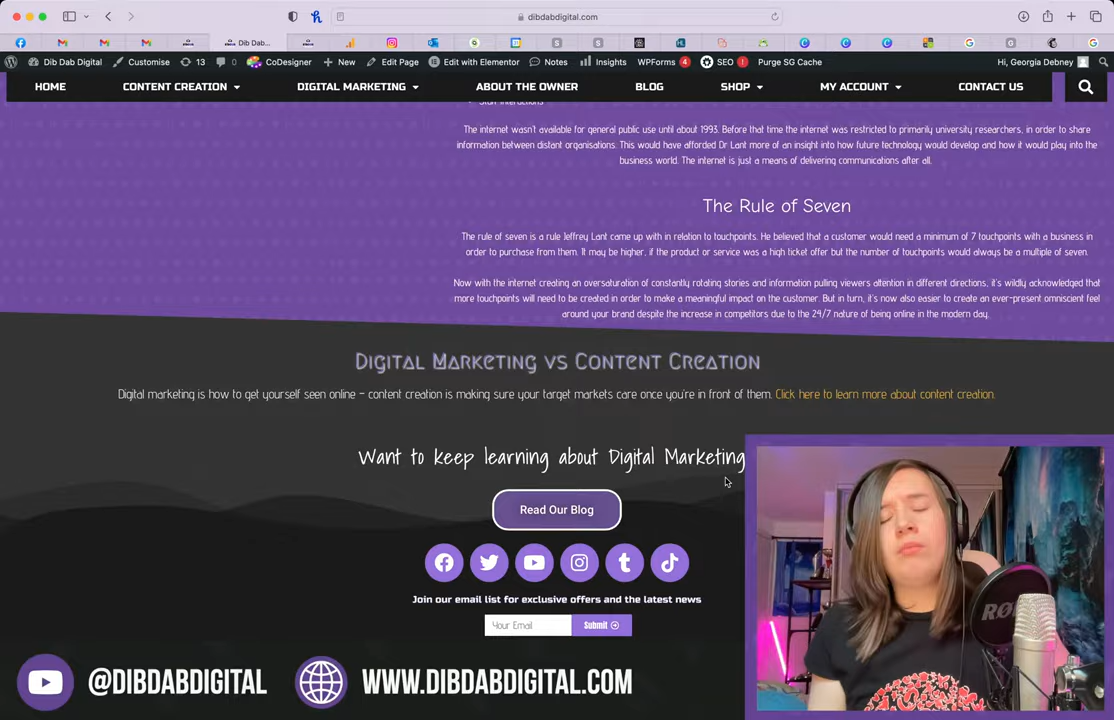 dibdabdigital.com
Dib Dab...
Dib Dab Digital Customise 13 0 CoDesigner New Edit Page Edit with Elementor Notes Insights WPForms 4 SEO ! Purge SG Cache Hi, Georgia Debney
HOME CONTENT CREATION DIGITAL MARKETING ABOUT THE OWNER BLOG SHOP MY ACCOUNT CONTACT US
The internet wasn't available for general public use until about 1993. Before that time the internet was restricted to primarily university researchers, in order to share
information between distant organisations. This would have afforded Dr Lant more of an insight into how future technology would develop and how it would play into the
business world. The internet is just a means of delivering communications after all.
The Rule of Seven
The rule of seven is a rule Jeffrey Lant came up with in relation to touchpoints. He believed that a customer would need a minimum of 7 touchpoints with a business in
order to purchase from them. It may be higher, if the product or service was a high ticket offer but the number of touchpoints would always be a multiple of seven.
Now with the internet creating an oversaturation of constantly rotating stories and information pulling viewers attention in different directions, it's wildly acknowledged that
more touchpoints will need to be created in order to make a meaningful impact on the customer. But in turn, it's now also easier to create an ever-present omniscient feel
around your brand despite the increase in competitors due to the 24/7 nature of being online in the modern day.
Digital Marketing vs Content Creation
Digital marketing is how to get yourself seen online - content creation is making sure your target markets care once you're in front of them. Click here to learn more about content creation.
Want to keep learning about Digital Marketing
Read Our Blog
Join our email list for exclusive offers and the latest news
Your Email Submit
@DIBDABDIGITAL WWW.DIBDABDIGITAL.COM